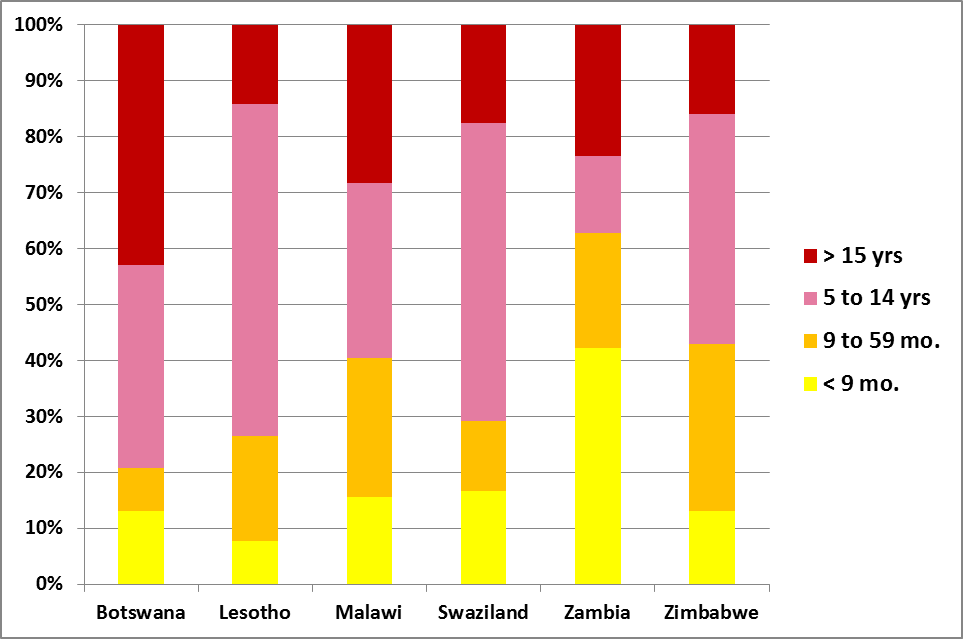 100%
90%
80%
70%
60%
50%
40%
30%
20%
10%
0%
Botswana Lesotho Malawi Swaziland Zambia Zimbabwe
> 15 yrs
5 to 14 yrs
9 to 59 mo.
< 9 mo.